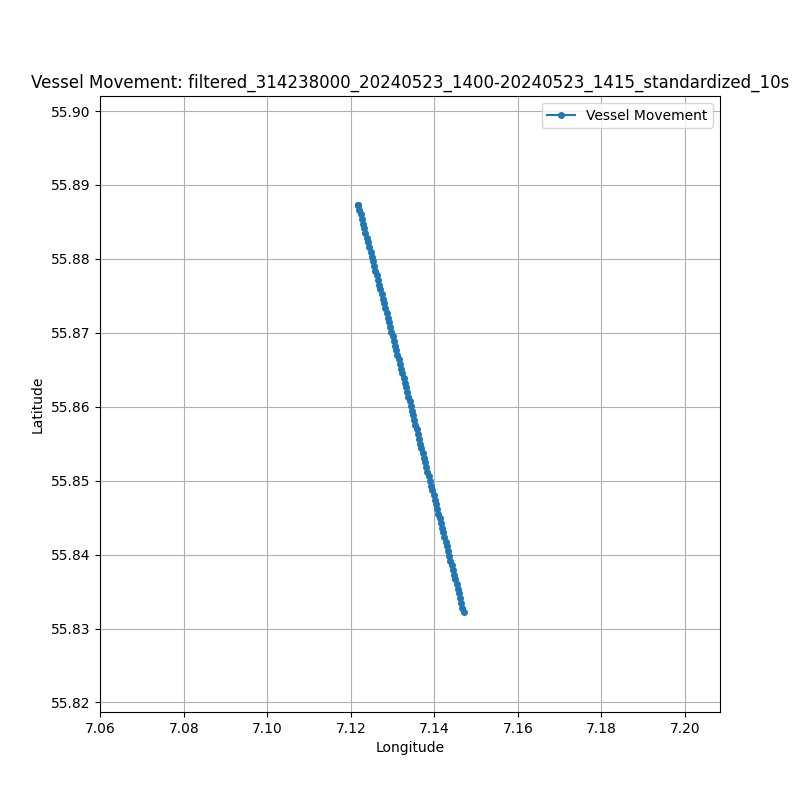 Vessel Movement: filtered_314238000_20240523_1400-20240523_1415_standardized_10s
Vessel Movement
55.90
55.89
55.88
55.87
55.86
55.85
55.84
55.83
55.82
Latitude
7.06 7.08 7.10 7.12 7.14 7.16 7.18 7.20
Longitude